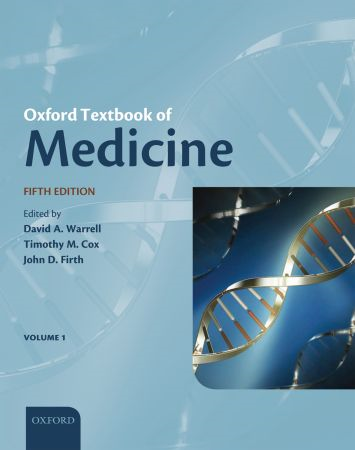 Oxford Textbook of
Medicine
FIFTH EDITION
Edited by
David A. Warrell
Timothy M. Cox
John D. Firth
VOLUME 1
OXFORD